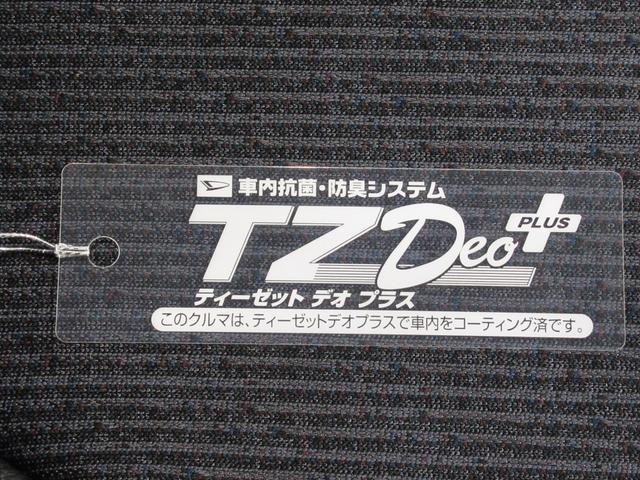 車内抗菌・防臭システム
TZ Deo PLUS
ティーゼット デオ プラス
このクルマは、ティーゼットデオプラスで車内をコーティング済です。